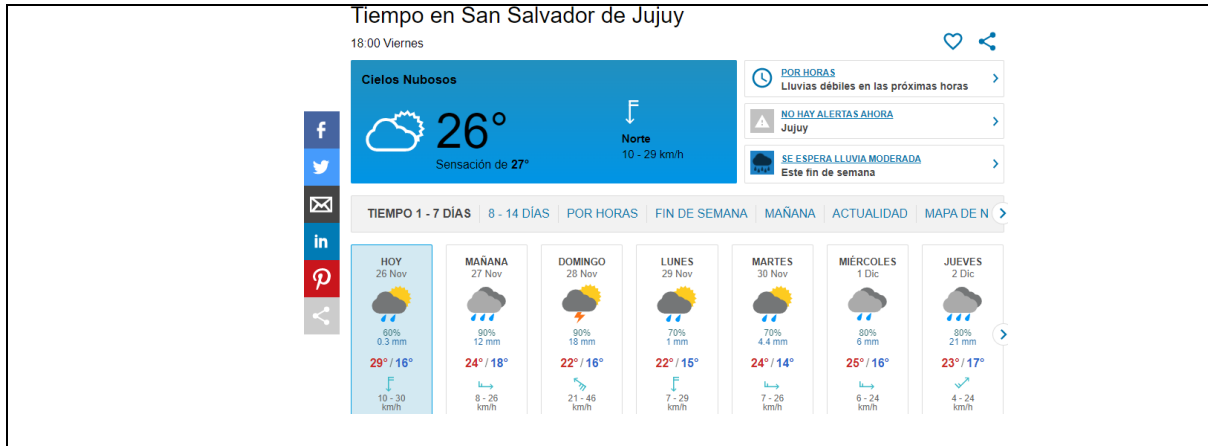 Tiempo en San Salvador de Jujuy
18:00 Viernes
Cielos Nubosos
26°
Sensación de 27°
Norte
10 - 29 km/h
POR HORAS
Lluvias débiles en las próximas horas
NO HAY ALERTAS AHORA
Jujuy
SE ESPERA LLUVIA MODERADA
Este fin de semana
f
in
TIEMPO 1 - 7 DÍAS 8 - 14 DÍAS POR HORAS FIN DE SEMANA MAÑANA ACTUALIDAD MAPA DE N
HOY MAÑANA DOMINGO LUNES MARTES MIÉRCOLES JUEVES
26 Nov 27 Nov 28 Nov 29 Nov 30 Nov 1 Dic 2 Dic
60% 90% 90% 70% 70% 80% 80%
0.3 mm 12 mm 18 mm 1 mm 4.4 mm 6 mm 21 mm
29° / 16° 24° / 18° 22° / 16° 22° / 15° 24° / 14° 25° / 16° 23° / 17°
10 - 30 8 - 26 21 - 46 7 - 29 7 - 26 6 - 24 4 - 24
km/h km/h km/h km/h km/h km/h km/h